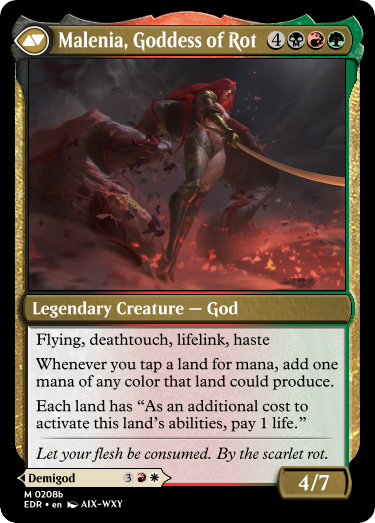 Malenia, Goddess of Rot 4
Legendary Creature — God
Flying, deathtouch, lifelink, haste
Whenever you tap a land for mana, add one
mana of any color that land could produce.
Each land has “As an additional cost to
activate this land’s abilities, pay 1 life.”
Let your flesh be consumed. By the scarlet rot.
Demigod 3
4/7
M 0208b
EDR • en AIX-WXY